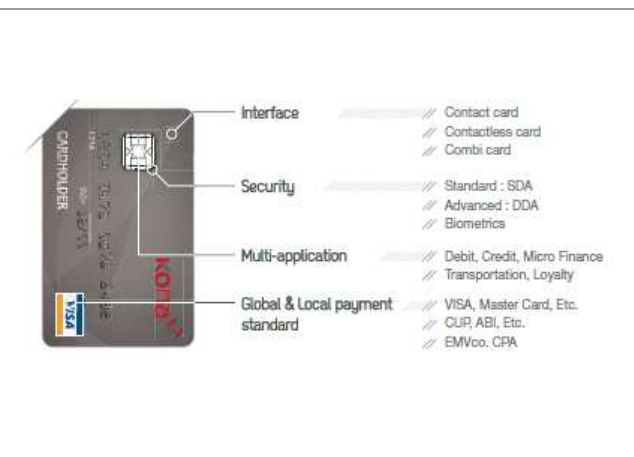 Interface
// Contact card
// Contactless card
// Combi card
Security
// Standard : SDA
// Advanced : DDA
// Biometrics
Multi-application
// Debit, Credit, Micro Finance
// Transportation, Loyalty
Global & Local payment
standard
// VISA, Master Card, Etc.
// CUP, ABI, Etc.
// EMVco. CPA
CARDHOLDER
KONA
VISA